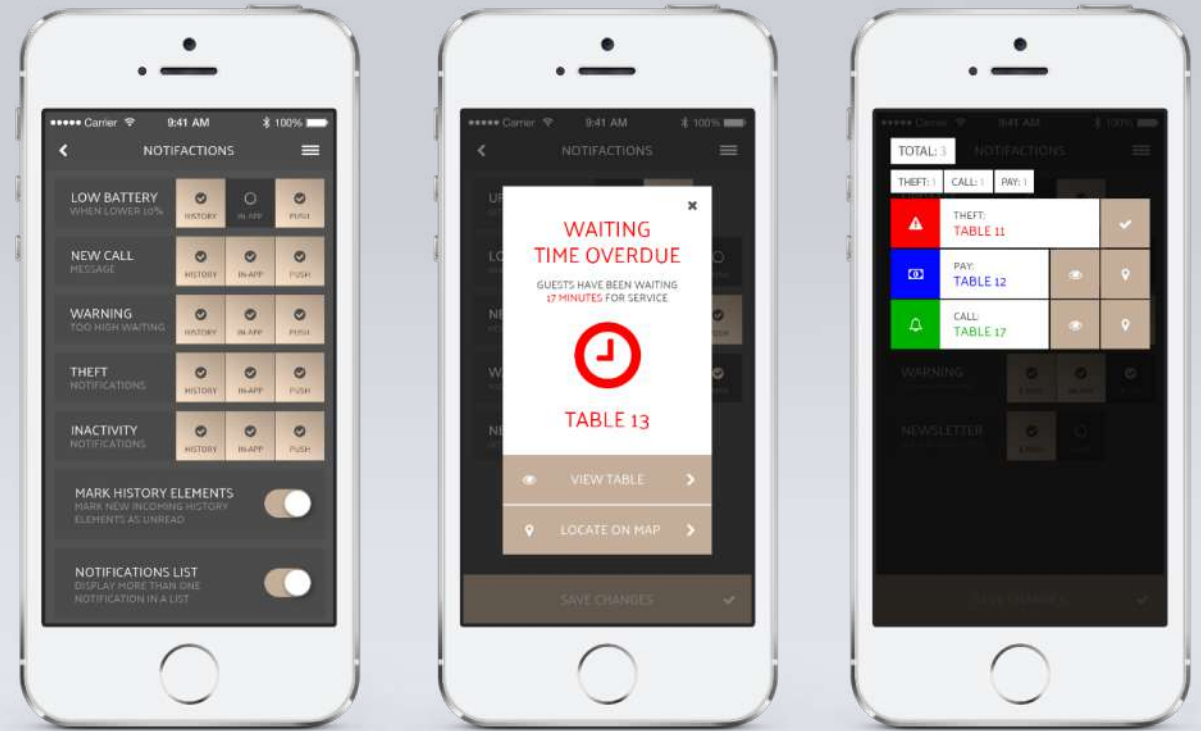 Carrier 9:41 AM 100%
NOTIFACTIONS
LOW BATTERY
WHEN LOWER 10%
HISTORY IN-APP PUSH
NEW CALL
MESSAGE
HISTORY IN-APP PUSH
WARNING
TOO HIGH WAITING
HISTORY IN-APP PUSH
THEFT
NOTIFICATIONS
HISTORY IN-APP PUSH
INACTIVITY
NOTIFICATIONS
HISTORY IN-APP PUSH
MARK HISTORY ELEMENTS
MARK NEW INCOMING HISTORY
ELEMENTS AS UNREAD
NOTIFICATIONS LIST
DISPLAY MORE THAN ONE
NOTIFICATION IN A LIST
Carrier 9:41 AM 100%
NOTIFACTIONS
WAITING
TIME OVERDUE
GUESTS HAVE BEEN WAITING
17 MINUTES FOR SERVICE
TABLE 13
VIEW TABLE
LOCATE ON MAP
SAVE CHANGES
Carrier 9:41 AM 100%
NOTIFACTIONS
TOTAL: 3
THEFT: 1 CALL: 1 PAY: 1
THEFT:
TABLE 11
PAY:
TABLE 12
CALL:
TABLE 17
WARNING
NEWSLETTER
SAVE CHANGES